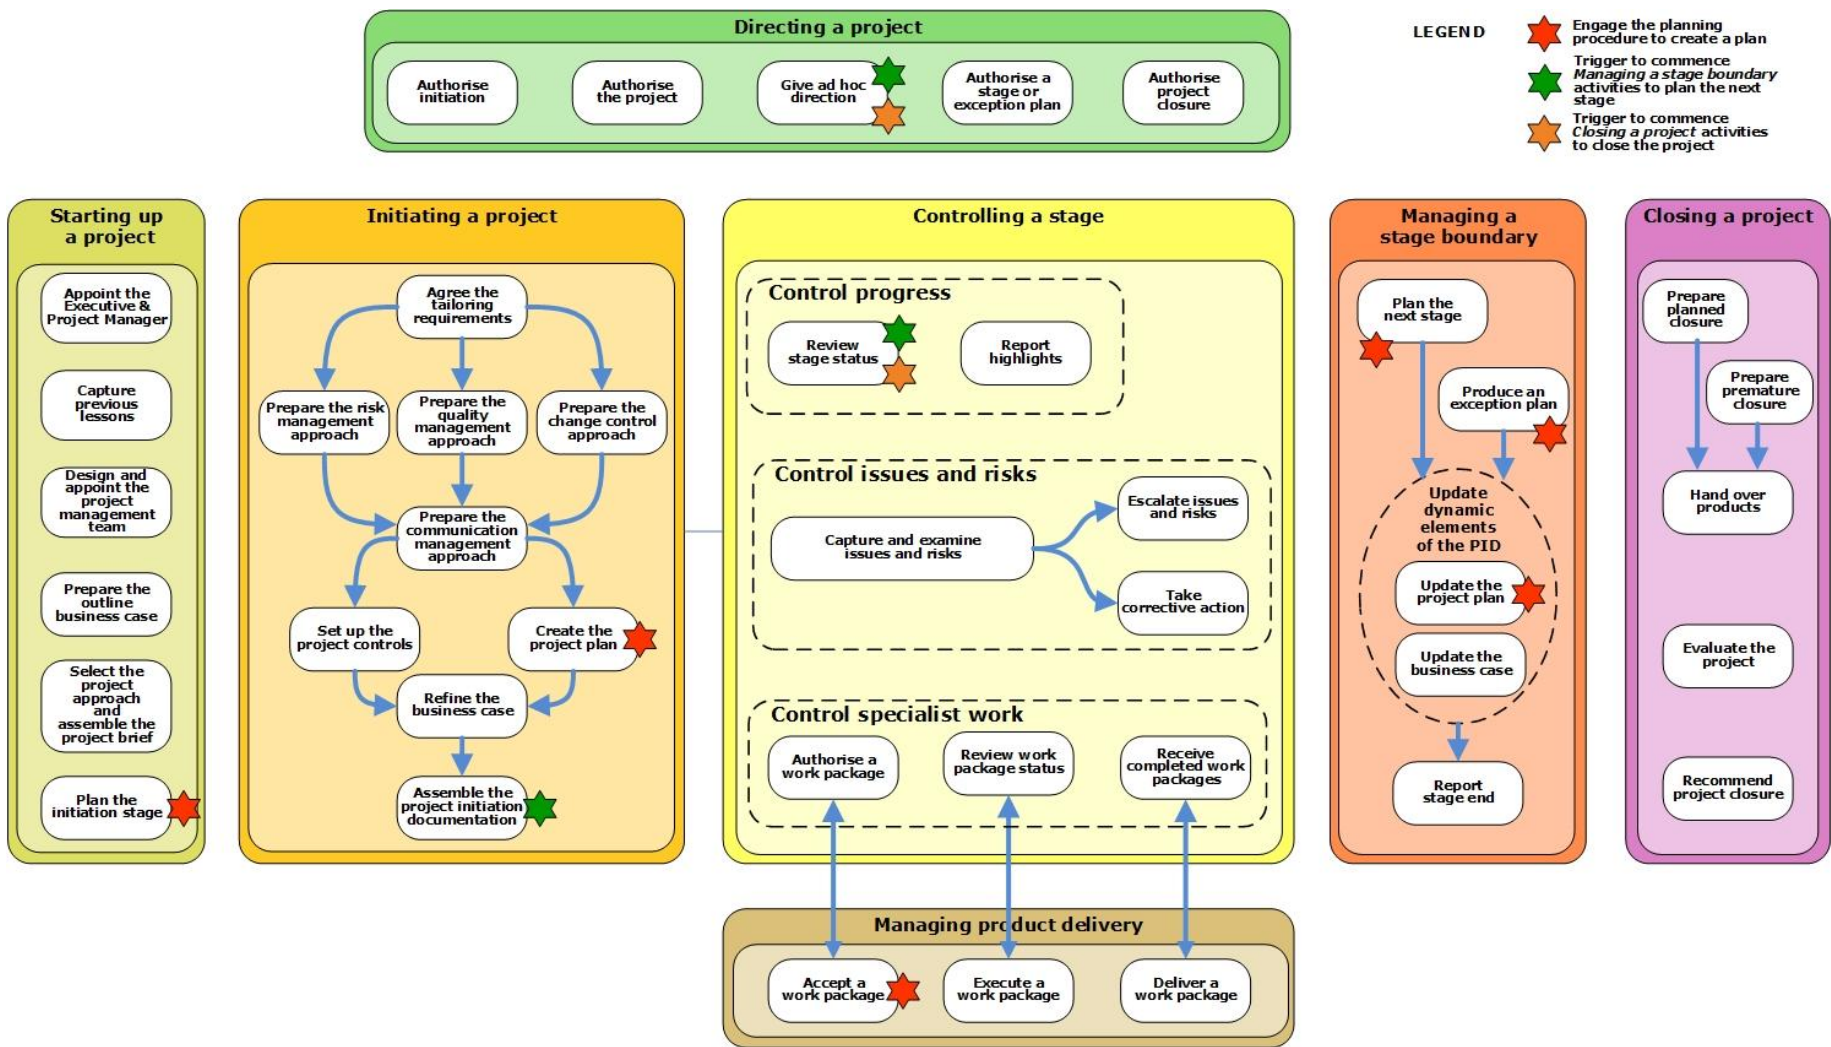 Directing a project
Authorise
initiation
Authorise
the project
Give ad hoc
direction
Authorise a
stage or
exception plan
Authorise
project
closure
LEGEND
Engage the planning
procedure to create a plan
Trigger to commence
Managing a stage boundary
activities to plan the next
stage
Trigger to commence
Closing a project activities
to close the project
Starting up
a project
Appoint the
Executive &
Project Manager
Capture
previous
lessons
Design and
appoint the
project
management
team
Prepare the
outline
business case
Select the
project
approach
and
assemble the
project brief
Plan the
initiation stage
Initiating a project
Agree the
tailoring
requirements
Prepare the risk
management
approach
Prepare the
quality
management
approach
Prepare the
change control
approach
Prepare the
communication
management
approach
Set up the
project controls
Create the
project plan
Refine the
business case
Assemble the
project initiation
documentation
Controlling a stage
Control progress
Review
stage status
Report
highlights
Control issues and risks
Capture and examine
issues and risks
Escalate issues
and risks
Take
corrective action
Control specialist work
Authorise a
work package
Review work
package status
Receive
completed work
packages
Managing product delivery
Accept a
work package
Execute a
work package
Deliver a
work package
Managing a
stage boundary
Plan the
next stage
Produce an
exception plan
Update
dynamic
elements
of the PID
Update the
project plan
Update the
business case
Report
stage end
Closing a project
Prepare
planned
closure
Prepare
premature
closure
Hand over
products
Evaluate the
project
Recommend
project closure